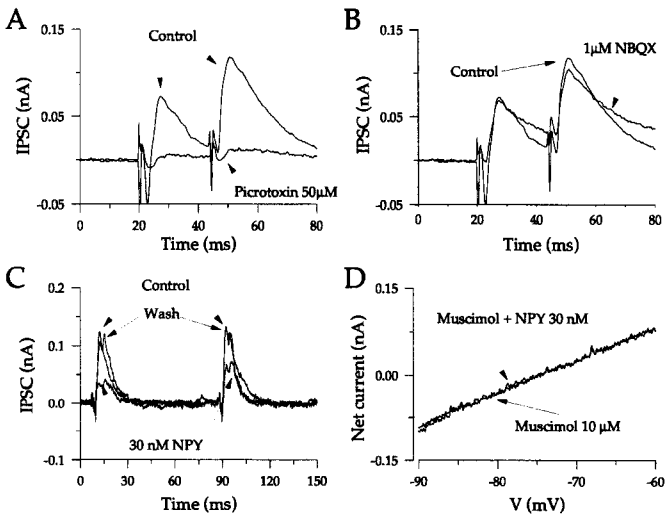 A
0.15
Control
IPSC (nA)
0.05
Picrotoxin 50μM
-0.05
0 20 40 60 80
Time (ms)
B
0.15
1μM NBQX
Control
IPSC (nA)
0.05
-0.05
0 20 40 60 80
Time (ms)
C
0.2
Control
Wash
0.1
IPSC (nA)
0.0
30 nM NPY
-0.1
0 30 60 90 120 150
Time (ms)
D
0.15
Muscimol + NPY 30 nM
Net current (nA)
0.00
Muscimol 10 μM
-0.15
-90 -80 -70 -60
V (mV)